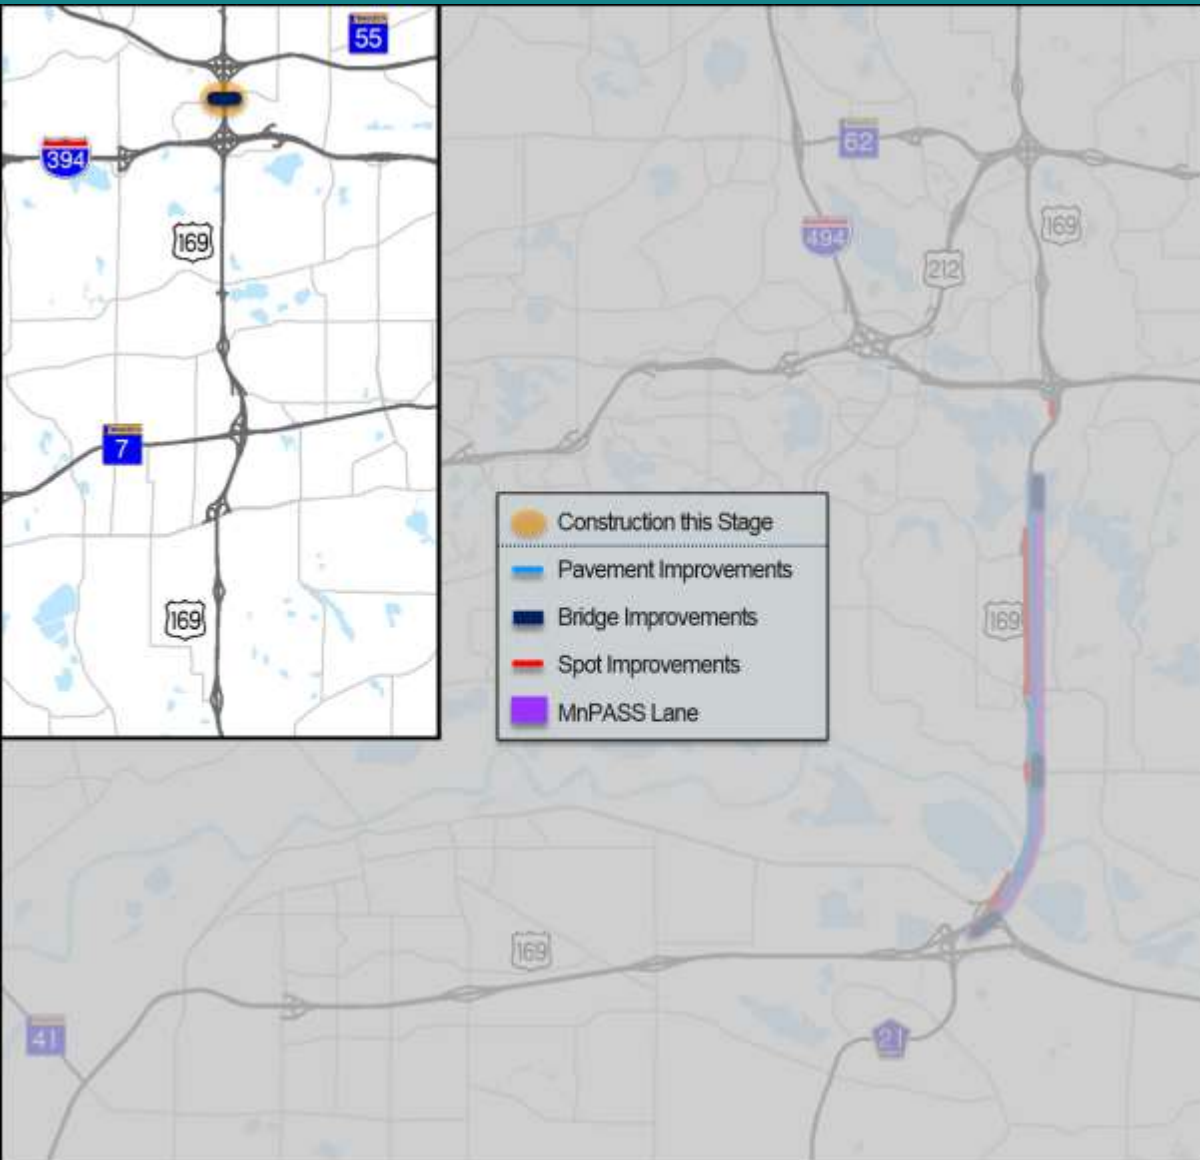 55
394
169
7
169
62
494
212
169
169
Construction this Stage
Pavement Improvements
Bridge Improvements
Spot Improvements
MnPASS Lane
169
41
21